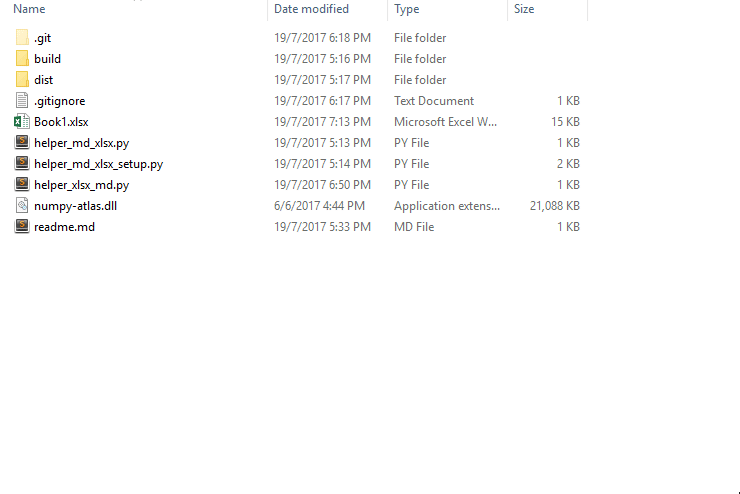 Name Date modified Type Size
.git 19/7/2017 6:18 PM File folder
build 19/7/2017 5:16 PM File folder
dist 19/7/2017 5:17 PM File folder
.gitignore 19/7/2017 6:17 PM Text Document 1 KB
Book1.xlsx 19/7/2017 7:13 PM Microsoft Excel W... 15 KB
helper_md_xlsx.py 19/7/2017 5:13 PM PY File 1 KB
helper_md_xlsx_setup.py 19/7/2017 5:14 PM PY File 2 KB
helper_xlsx_md.py 19/7/2017 6:50 PM PY File 1 KB
numpy-atlas.dll 6/6/2017 4:44 PM Application extens... 21,088 KB
readme.md 19/7/2017 5:33 PM MD File 1 KB